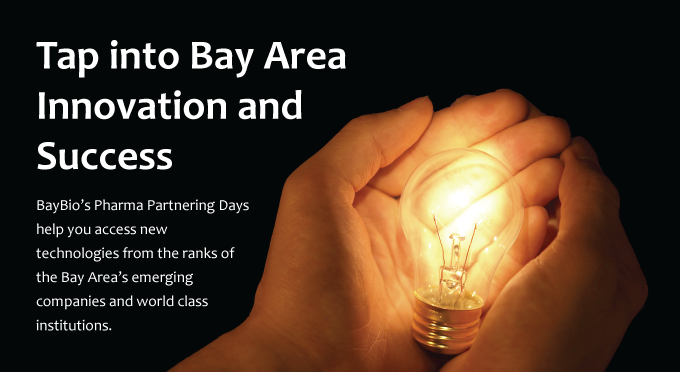 Tap into Bay Area
Innovation and
Success
BayBio’s Pharma Partnering Days
help you access new
technologies from the ranks of
the Bay Area’s emerging
companies and world class
institutions.